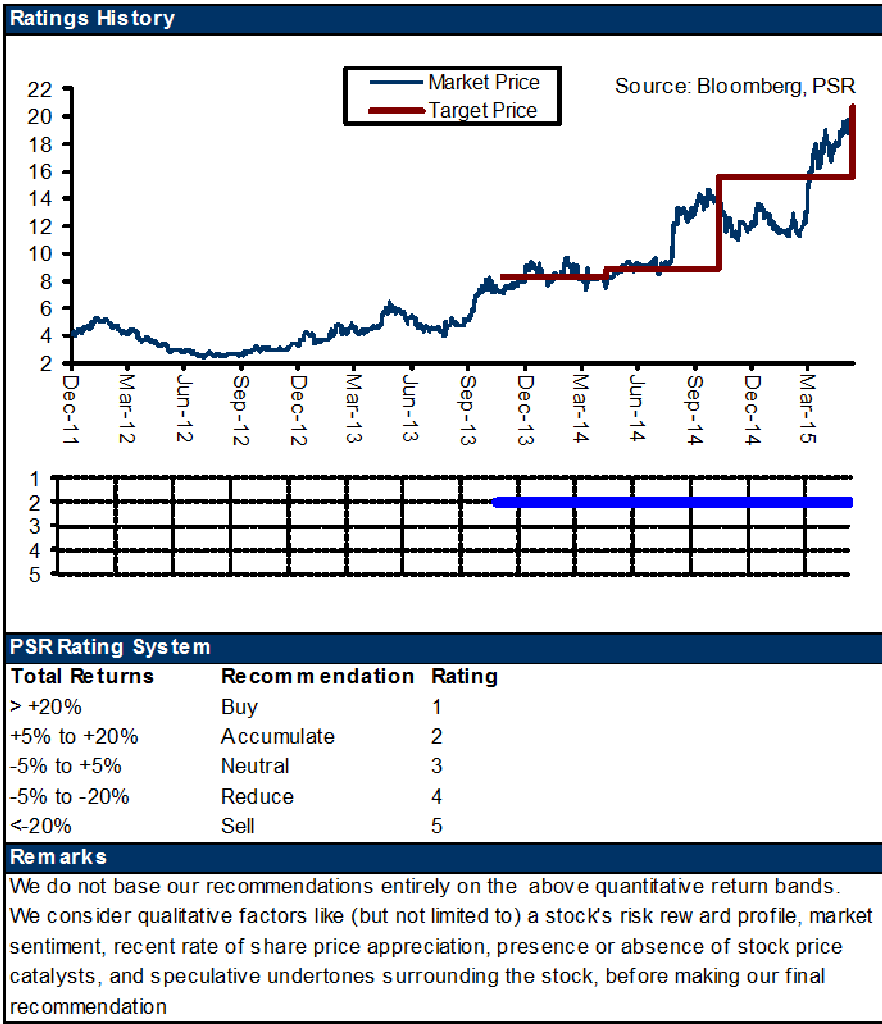 Ratings History
Market Price
Target Price
Source: Bloomberg, PSR
22
20
18
16
14
12
10
8
6
4
2
Dec-11
Mar-12
Jun-12
Sep-12
Dec-12
Mar-13
Jun-13
Sep-13
Dec-13
Mar-14
Jun-14
Sep-14
Dec-14
Mar-15
1
2
3
4
5
PSR Rating System
Total Returns Recommendation Rating
> +20% Buy 1
+5% to +20% Accumulate 2
-5% to +5% Neutral 3
-5% to -20% Reduce 4
<-20% Sell 5
Remarks
We do not base our recommendations entirely on the above quantitative return bands.
We consider qualitative factors like (but not limited to) a stock's risk rew ard profile, market
sentiment, recent rate of share price appreciation, presence or absence of stock price
catalysts, and speculative undertones surrounding the stock, before making our final
recommendation